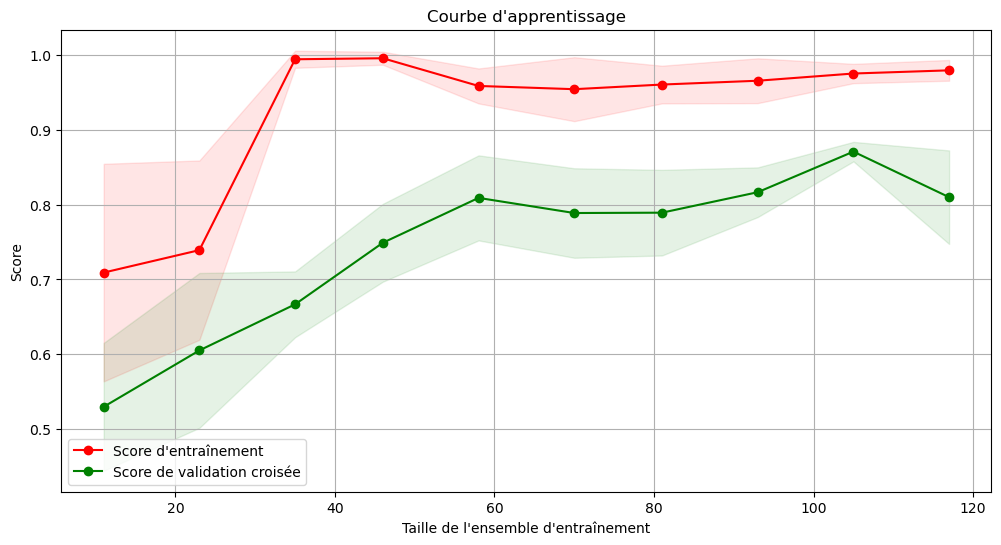 Courbe d'apprentissage
Score
1.0
0.9
0.8
0.7
0.6
0.5
Score d'entraînement
Score de validation croisée
20 40 60 80 100 120
Taille de l'ensemble d'entraînement